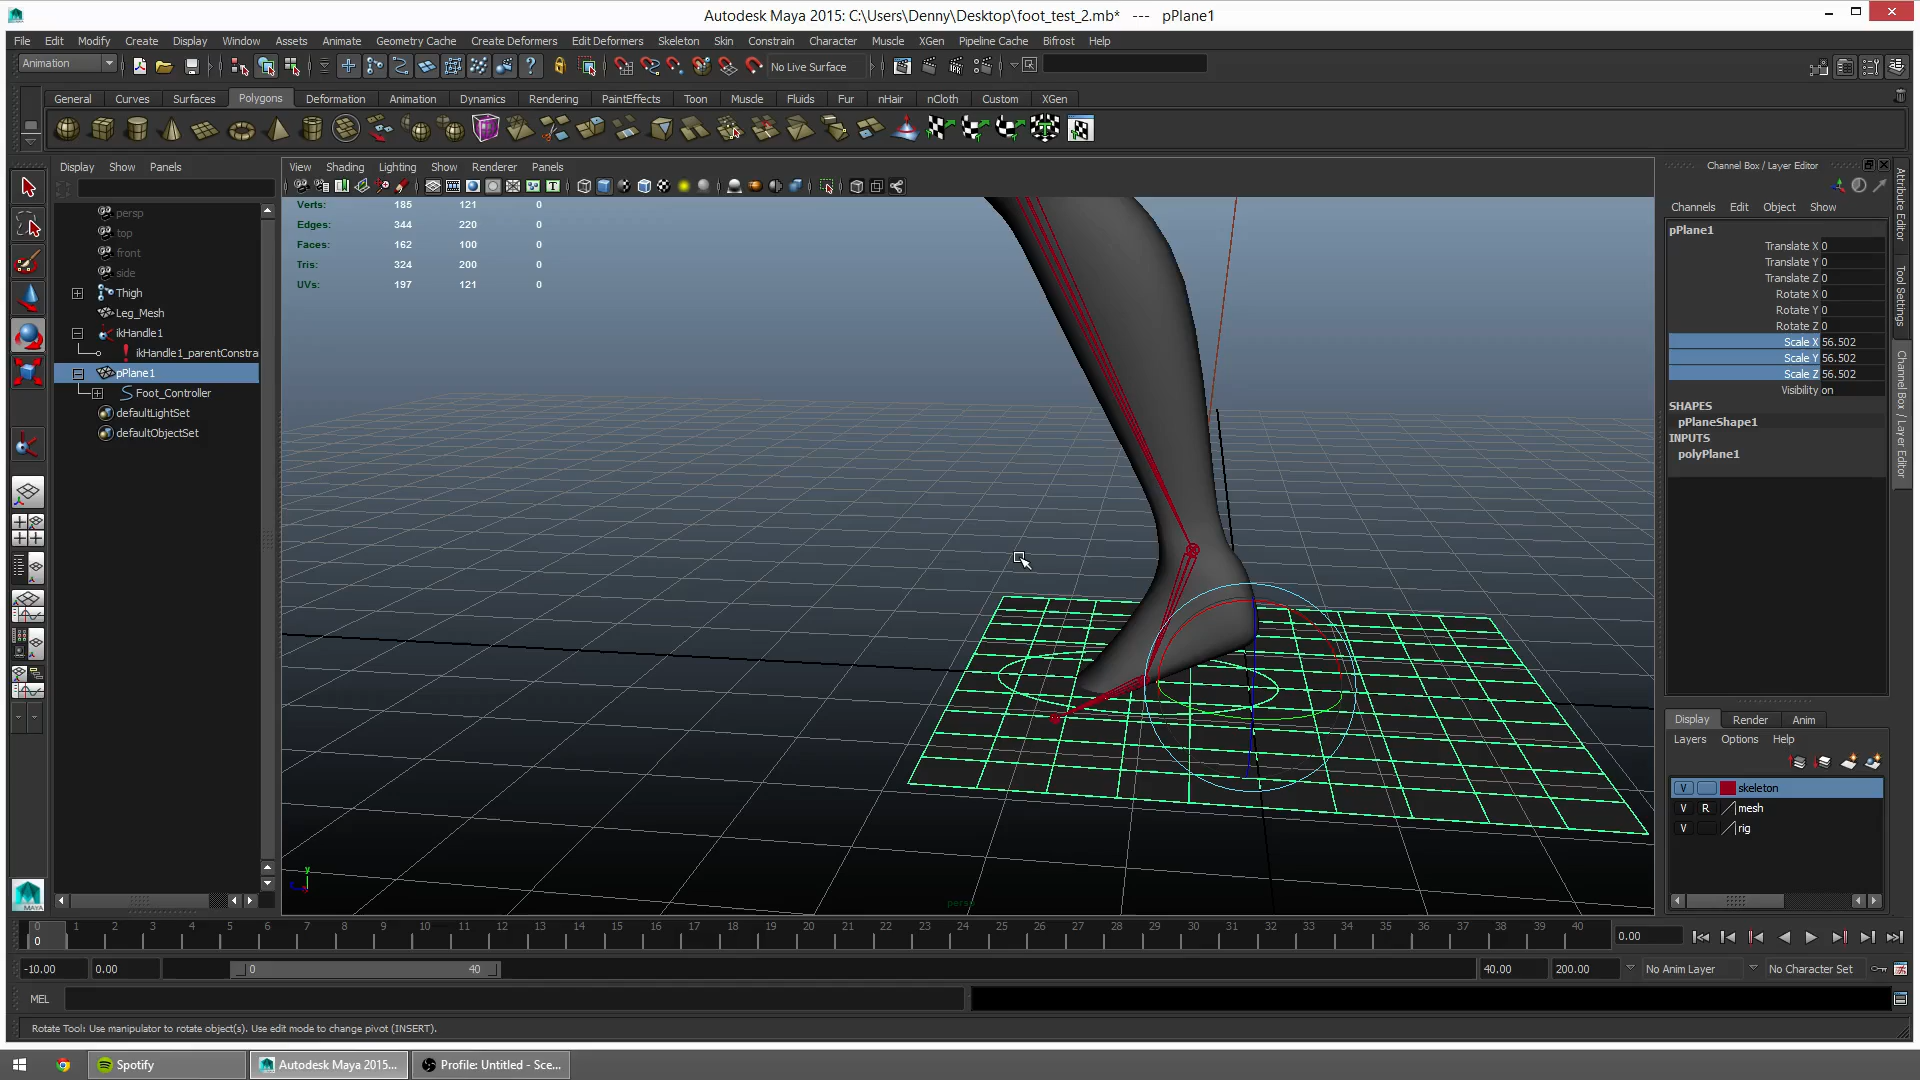 Autodesk Maya 2015: C:\Users\Denny\Desktop\foot_test_2.mb* --- pPlane1
File Edit Modify Create Display Window Assets Animate Geometry Cache Create Deformers Edit Deformers Skeleton Skin Constrain Character Muscle XGen Pipeline Cache Bifrost Help
Animation No Live Surface
General Curves Surfaces Polygons Deformation Animation Dynamics Rendering PaintEffects Toon Muscle Fluids Fur nHair nCloth Custom XGen
Display Show Panels
View Shading Lighting Show Renderer Panels
Channel Box / Layer Editor
Channels Edit Object Show
persp
top
front
side
Thigh
Leg_Mesh
ikHandle1
ikHandle1_parentConstra
pPlane1
Foot_Controller
defaultLightSet
defaultObjectSet
Verts: 185 121 0
Edges: 344 220 0
Faces: 162 100 0
Tris: 324 200 0
UVs: 197 121 0
persp
y
pPlane1
Translate X 0
Translate Y 0
Translate Z 0
Rotate X 0
Rotate Y 0
Rotate Z 0
Scale X 56.502
Scale Y 56.502
Scale Z 56.502
Visibility on
SHAPES
pPlaneShape1
INPUTS
polyPlane1
Attribute Editor
Tool Settings
Channel Box / Layer Editor
Display Render Anim
Layers Options Help
V skeleton
V R mesh
V rig
MAYA
0 1 2 3 4 5 6 7 8 9 10 11 12 13 14 15 16 17 18 19 20 21 22 23 24 25 26 27 28 29 30 31 32 33 34 35 36 37 38 39 40
0 0.00
-10.00 0.00 0 40 40.00 200.00 No Anim Layer No Character Set
MEL
Rotate Tool: Use manipulator to rotate object(s). Use edit mode to change pivot (INSERT).
Spotify Autodesk Maya 2015... Profile: Untitled - Sce...